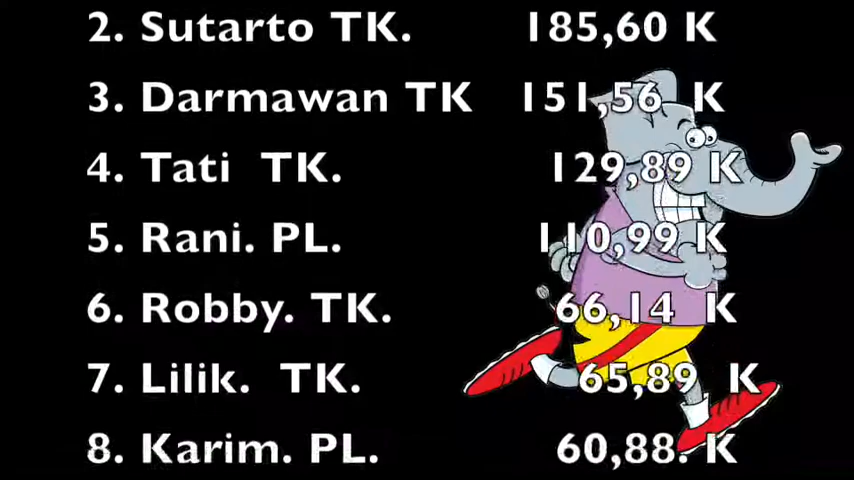 2. Sutarto TK. 185,60 K
3. Darmawan TK 151,56 K
4. Tati TK. 129,89 K
5. Rani. PL. 110,99 K
6. Robby. TK. 66,14 K
7. Lilik. TK. 65,89 K
8. Karim. PL. 60,88. K